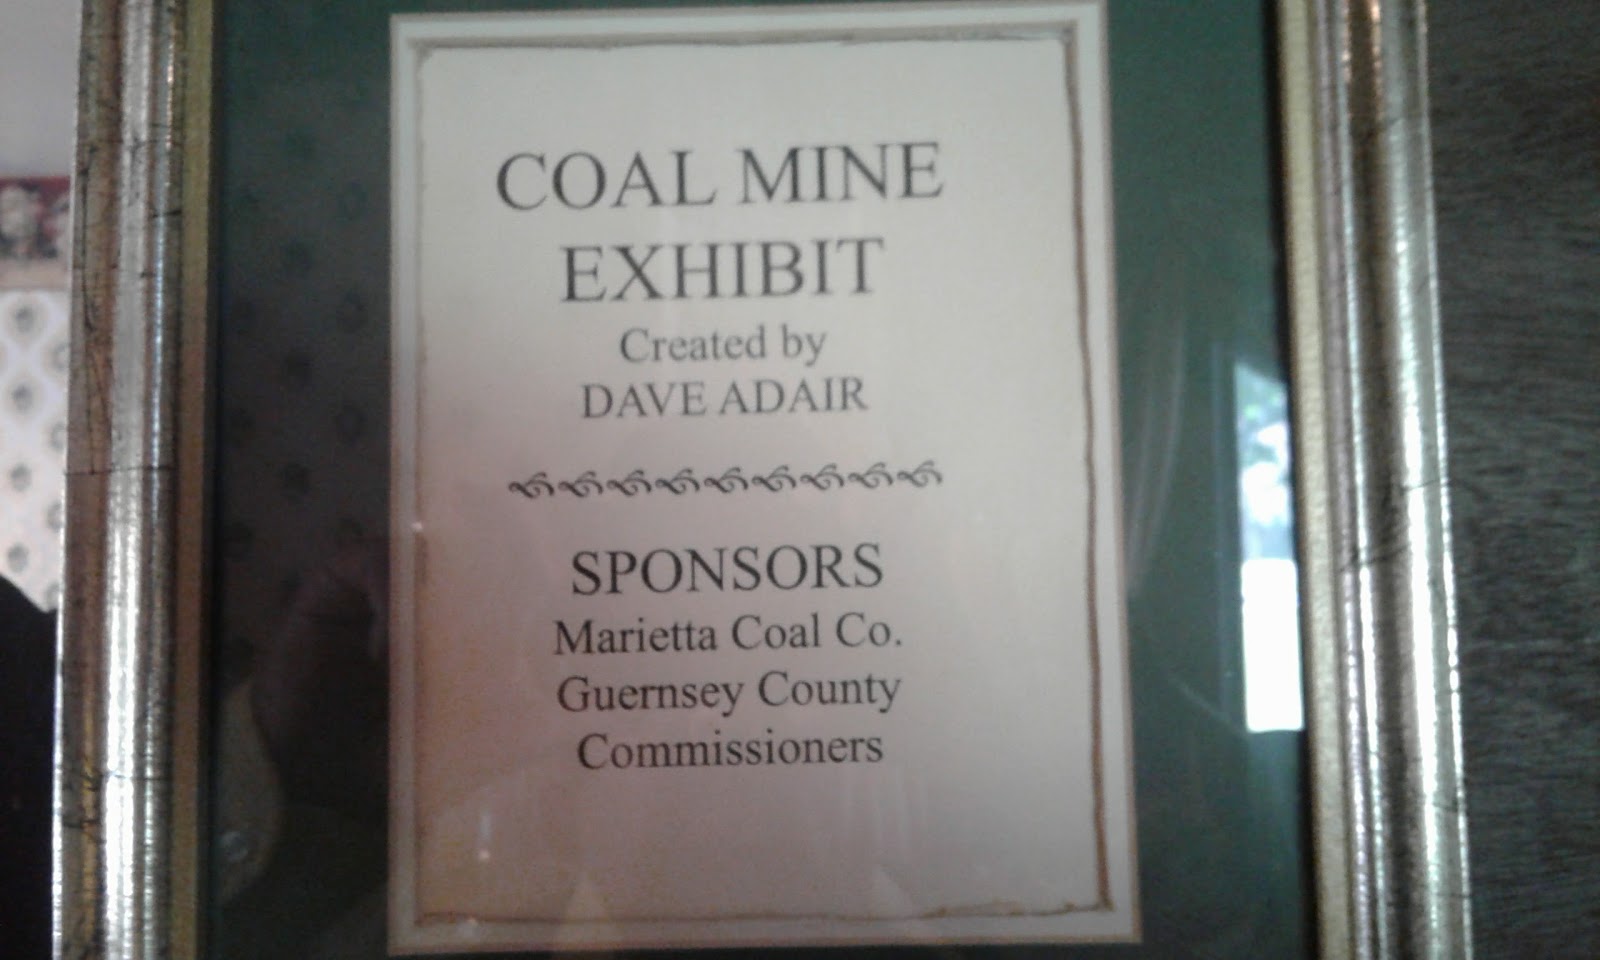 COAL MINE
EXHIBIT
Created by
DAVE ADAIR
SPONSORS
Marietta Coal Co.
Guernsey County
Commissioners